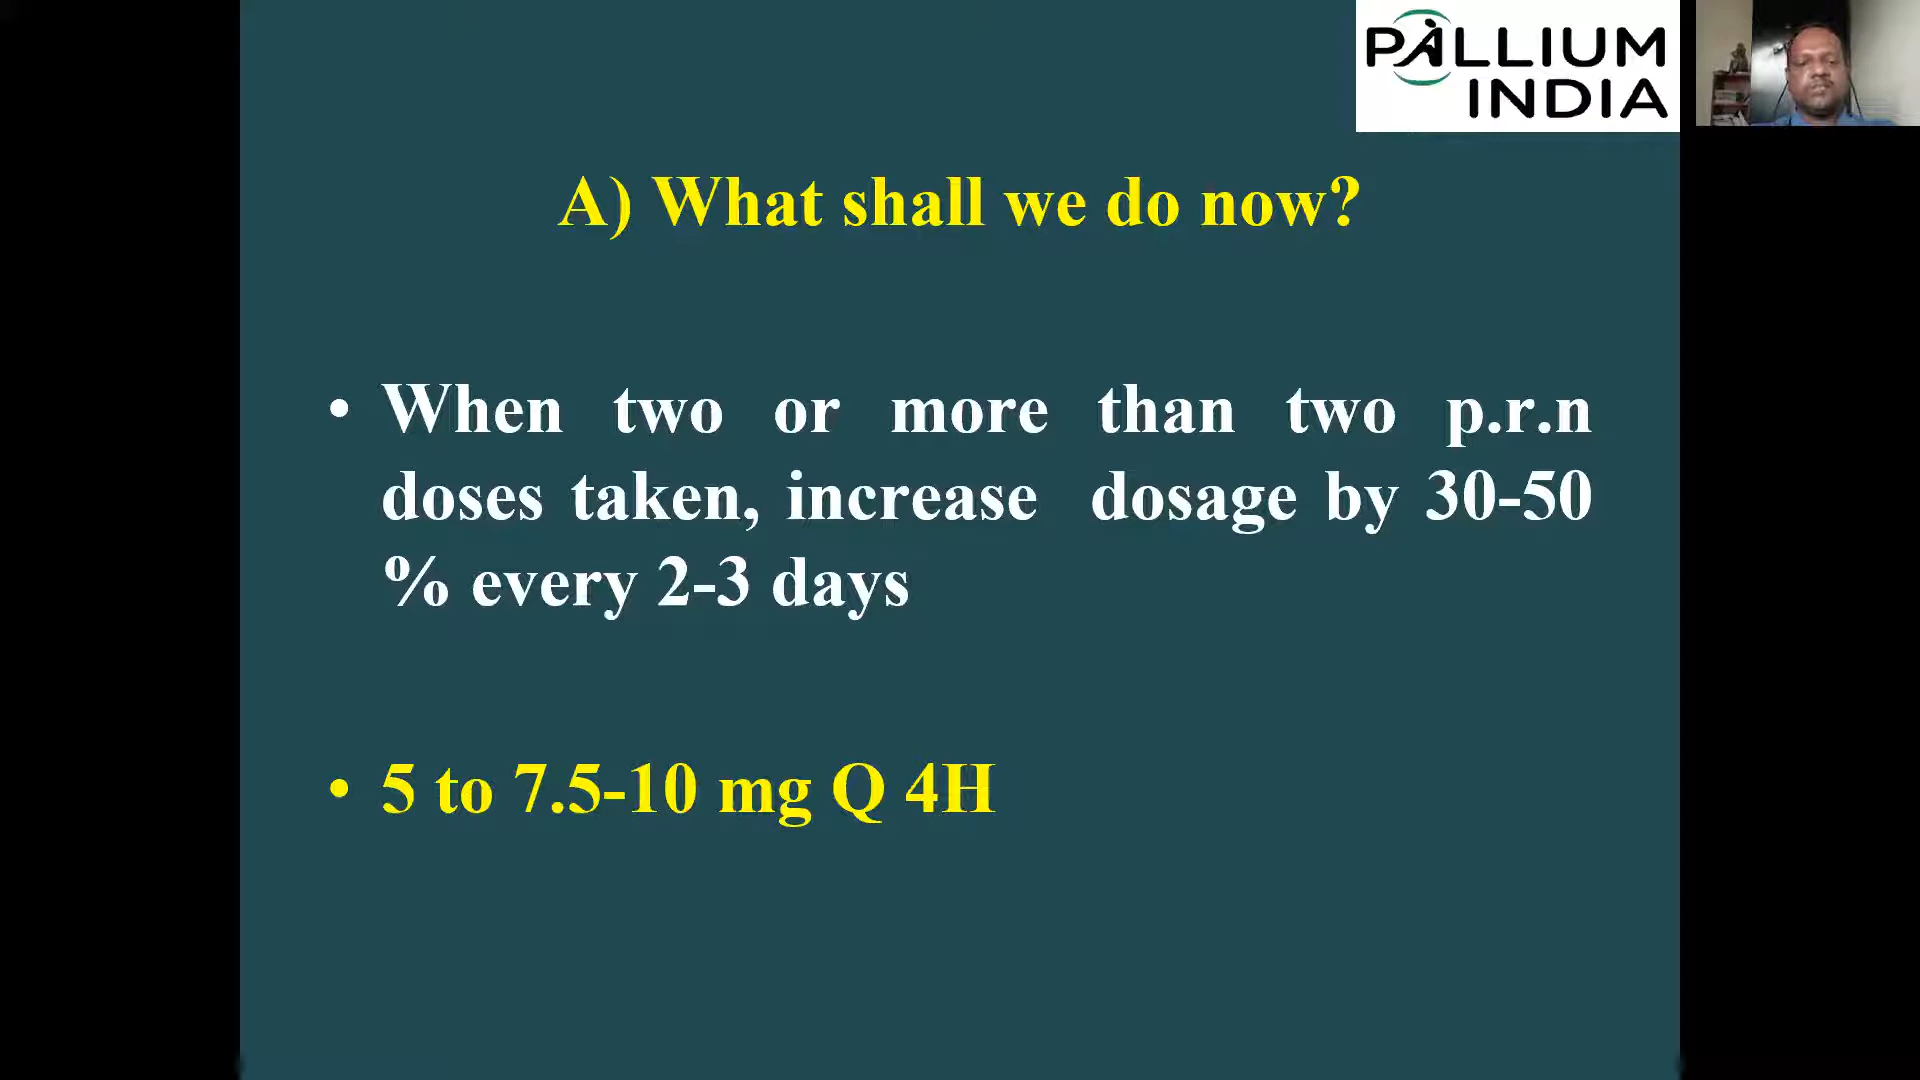 PALLIUM
INDIA
A) What shall we do now?
• When two or more than two p.r.n
doses taken, increase dosage by 30-50
% every 2-3 days
• 5 to 7.5-10 mg Q 4H